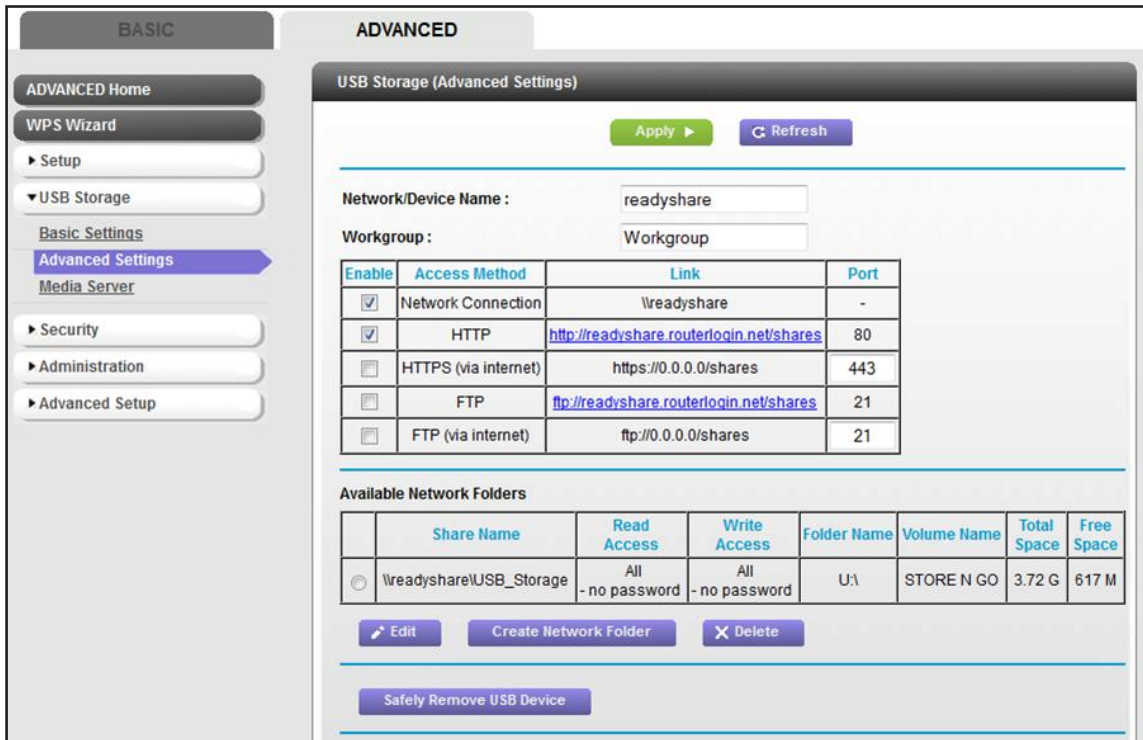 BASIC
ADVANCED
ADVANCED Home
WPS Wizard
Setup
USB Storage
Basic Settings
Advanced Settings
Media Server
Security
Administration
Advanced Setup
USB Storage (Advanced Settings)
Apply
Refresh
Network/Device Name : readyshare
Workgroup : Workgroup
Enable Access Method Link Port
Network Connection \\readyshare -
HTTP http://readyshare.routerlogin.net/shares 80
HTTPS (via internet) https://0.0.0.0/shares 443
FTP ftp://readyshare.routerlogin.net/shares 21
FTP (via internet) ftp://0.0.0.0/shares 21
Available Network Folders
Share Name Read Access Write Access Folder Name Volume Name Total Space Free Space
\\readyshare\USB_Storage All - no password All - no password U:\ STORE N GO 3.72 G 617 M
Edit
Create Network Folder
Delete
Safely Remove USB Device